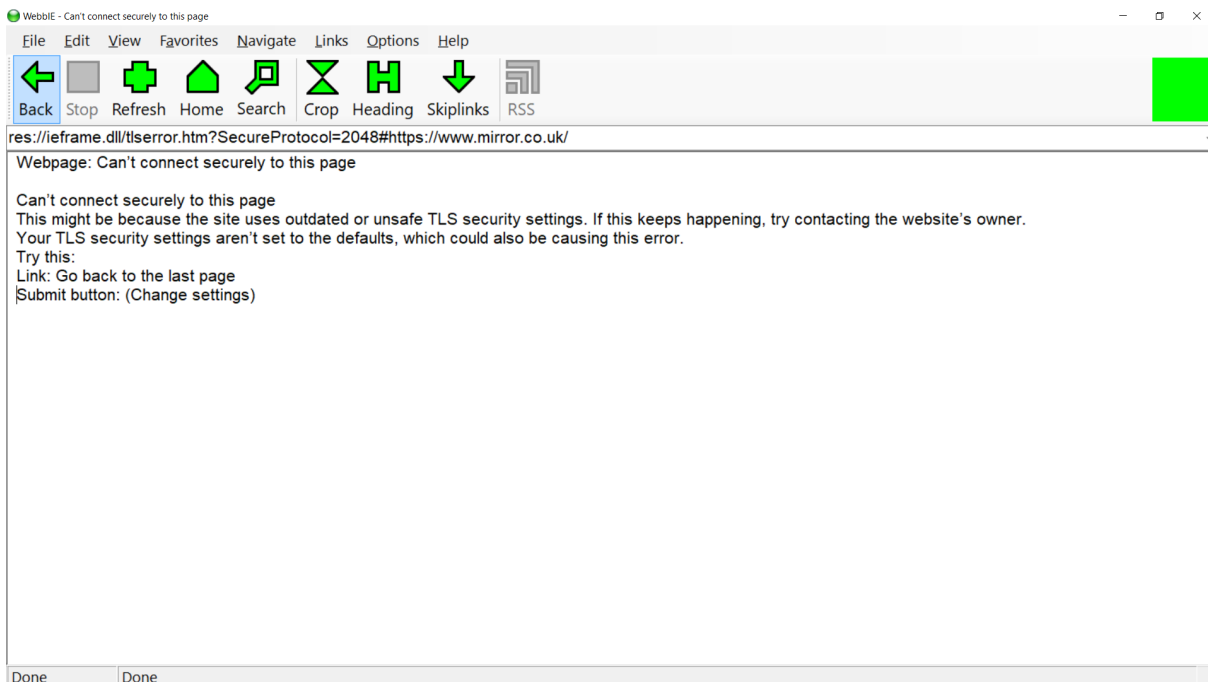 WebbIE - Can't connect securely to this page
File Edit View Favorites Navigate Links Options Help
Back Stop Refresh Home Search Crop Heading Skiplinks RSS
res://ieframe.dll/tlserror.htm?SecureProtocol=2048#https://www.mirror.co.uk/
Webpage: Can't connect securely to this page
Can't connect securely to this page
This might be because the site uses outdated or unsafe TLS security settings. If this keeps happening, try contacting the website's owner.
Your TLS security settings aren't set to the defaults, which could also be causing this error.
Try this:
Link: Go back to the last page
Submit button: (Change settings)
Done Done